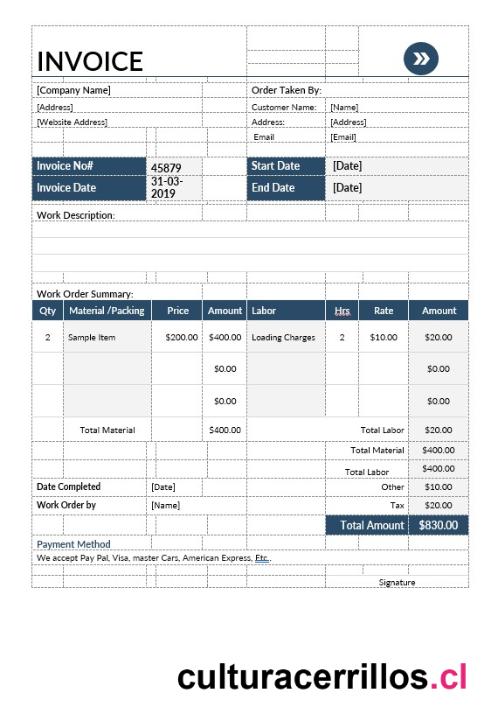 INVOICE
[Company Name] Order Taken By:
[Address] Customer Name: [Name]
[Website Address] Address: [Address]
Email [Email]
Invoice No# 45879 Start Date [Date]
Invoice Date 31-03-2019 End Date [Date]
Work Description:
Work Order Summary:
Qty Material /Packing Price Amount Labor Hrs Rate Amount
2 Sample Item $200.00 $400.00 Loading Charges 2 $10.00 $20.00
$0.00 $0.00
$0.00 $0.00
Total Material $400.00 Total Labor $20.00
Total Material $400.00
Total Labor $400.00
Date Completed [Date] Other $10.00
Work Order by [Name] Tax $20.00
Total Amount $830.00
Payment Method
We accept Pay Pal, Visa, master Cars, American Express, Etc..
Signature
culturacerrillos.cl